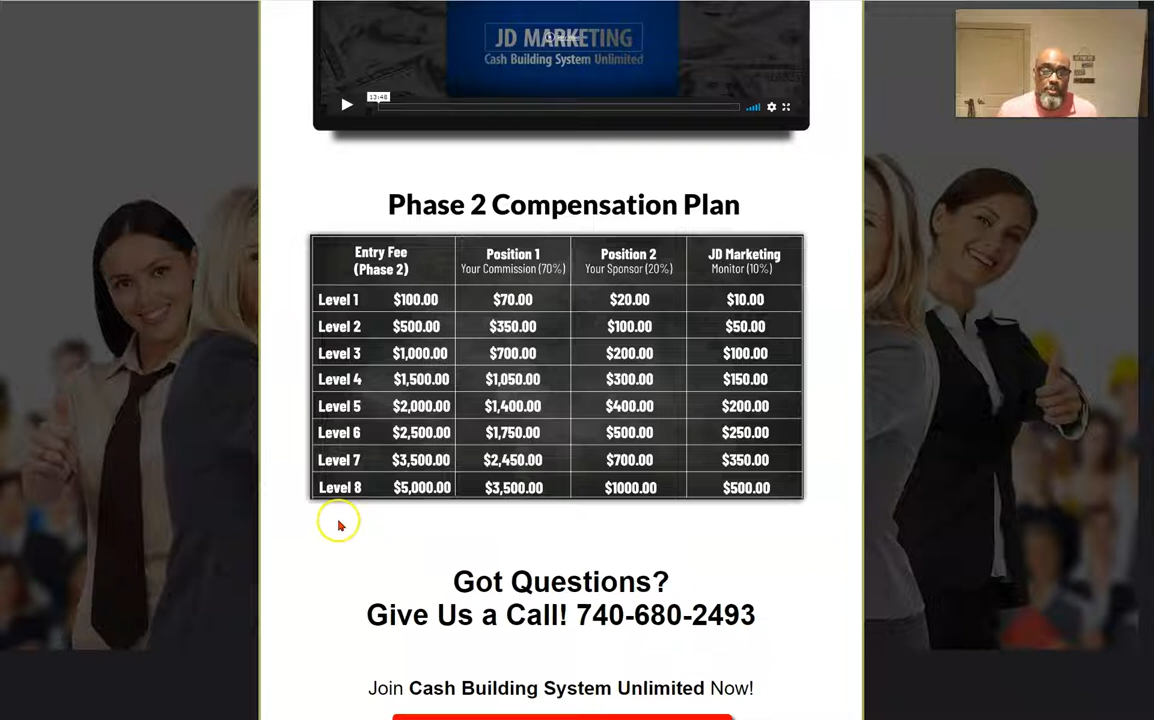 JD MARKETING
Cash Building System Unlimited
13:48
Phase 2 Compensation Plan
Entry Fee (Phase 2) Position 1 Your Commission (70%) Position 2 Your Sponsor (20%) JD Marketing Monitor (10%)
Level 1 $100.00 $70.00 $20.00 $10.00
Level 2 $500.00 $350.00 $100.00 $50.00
Level 3 $1,000.00 $700.00 $200.00 $100.00
Level 4 $1,500.00 $1,050.00 $300.00 $150.00
Level 5 $2,000.00 $1,400.00 $400.00 $200.00
Level 6 $2,500.00 $1,750.00 $500.00 $250.00
Level 7 $3,500.00 $2,450.00 $700.00 $350.00
Level 8 $5,000.00 $3,500.00 $1000.00 $500.00
Got Questions?
Give Us a Call! 740-680-2493
Join Cash Building System Unlimited Now!